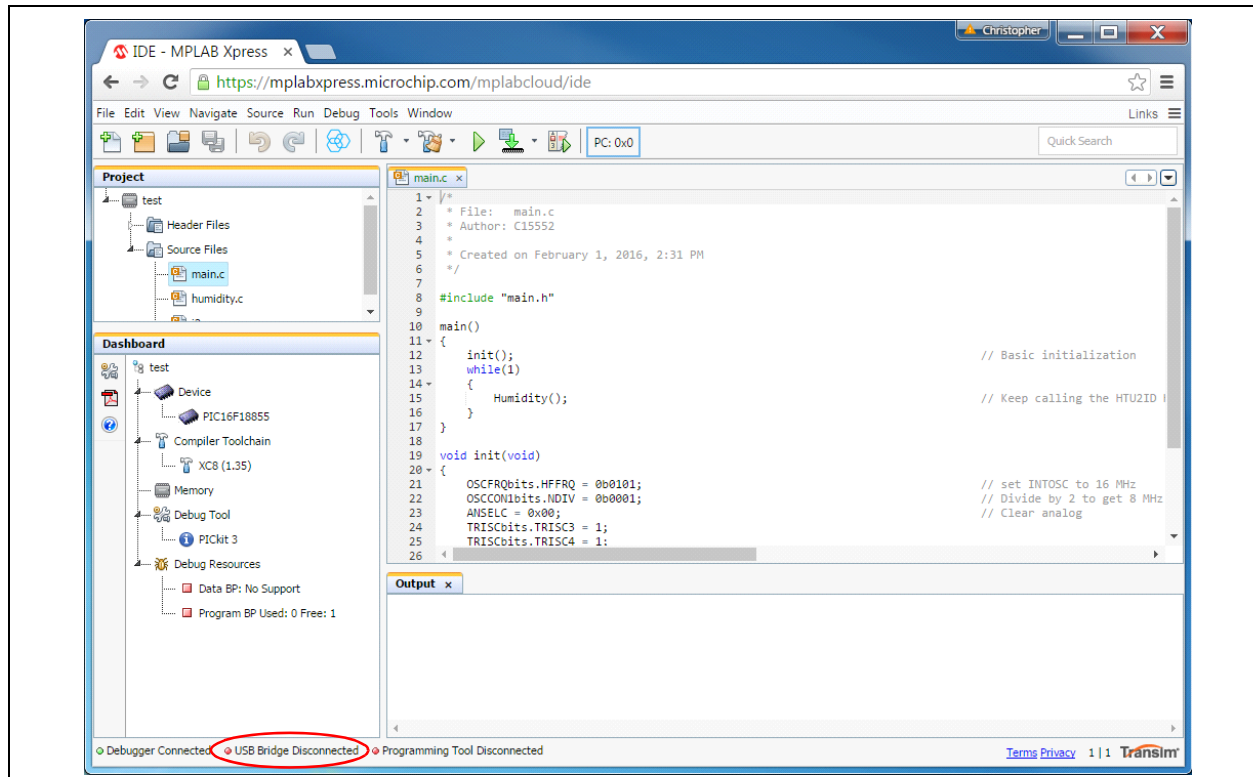 Christopher
IDE - MPLAB Xpress ×
https://mplabxpress.microchip.com/mplabcloud/ide
File Edit View Navigate Source Run Debug Tools Window
Links
PC: 0x0
Quick Search
Project
test
Header Files
Source Files
main.c
humidity.c
Dashboard
test
Device
PIC16F18855
Compiler Toolchain
XC8 (1.35)
Memory
Debug Tool
PICkit 3
Debug Resources
Data BP: No Support
Program BP Used: 0 Free: 1
main.c ×
1 /*
2 * File: main.c
3 * Author: C15552
4 *
5 * Created on February 1, 2016, 2:31 PM
6 */
7
8 #include "main.h"
9
10 main()
11 {
12 init(); // Basic initialization
13 while(1)
14 {
15 Humidity(); // Keep calling the HTU2ID
16 }
17 }
18
19 void init(void)
20 {
21 OSCFRQbits.HFFRQ = 0b0101; // set INTOSC to 16 MHz
22 OSCCON1bits.NDIV = 0b0001; // Divide by 2 to get 8 MHz
23 ANSELC = 0x00; // Clear analog
24 TRISCbits.TRISC3 = 1;
25 TRISCbits.TRISC4 = 1;
26
Output ×
Debugger Connected USB Bridge Disconnected Programming Tool Disconnected
Terms Privacy 1 | 1 Transim